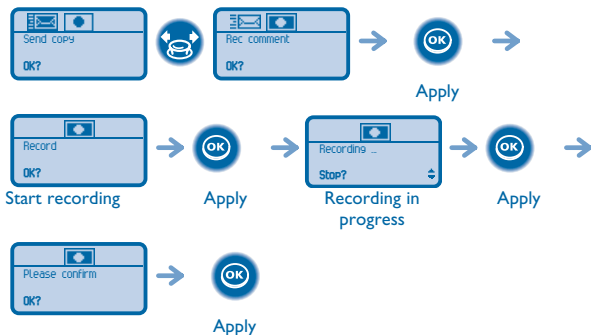 Send copy
OK?
Rec comment
OK?
OK
Apply
Record
OK?
Start recording
OK
Apply
Recording ...
Stop?
Recording in
progress
OK
Apply
Please confirm
OK?
OK
Apply